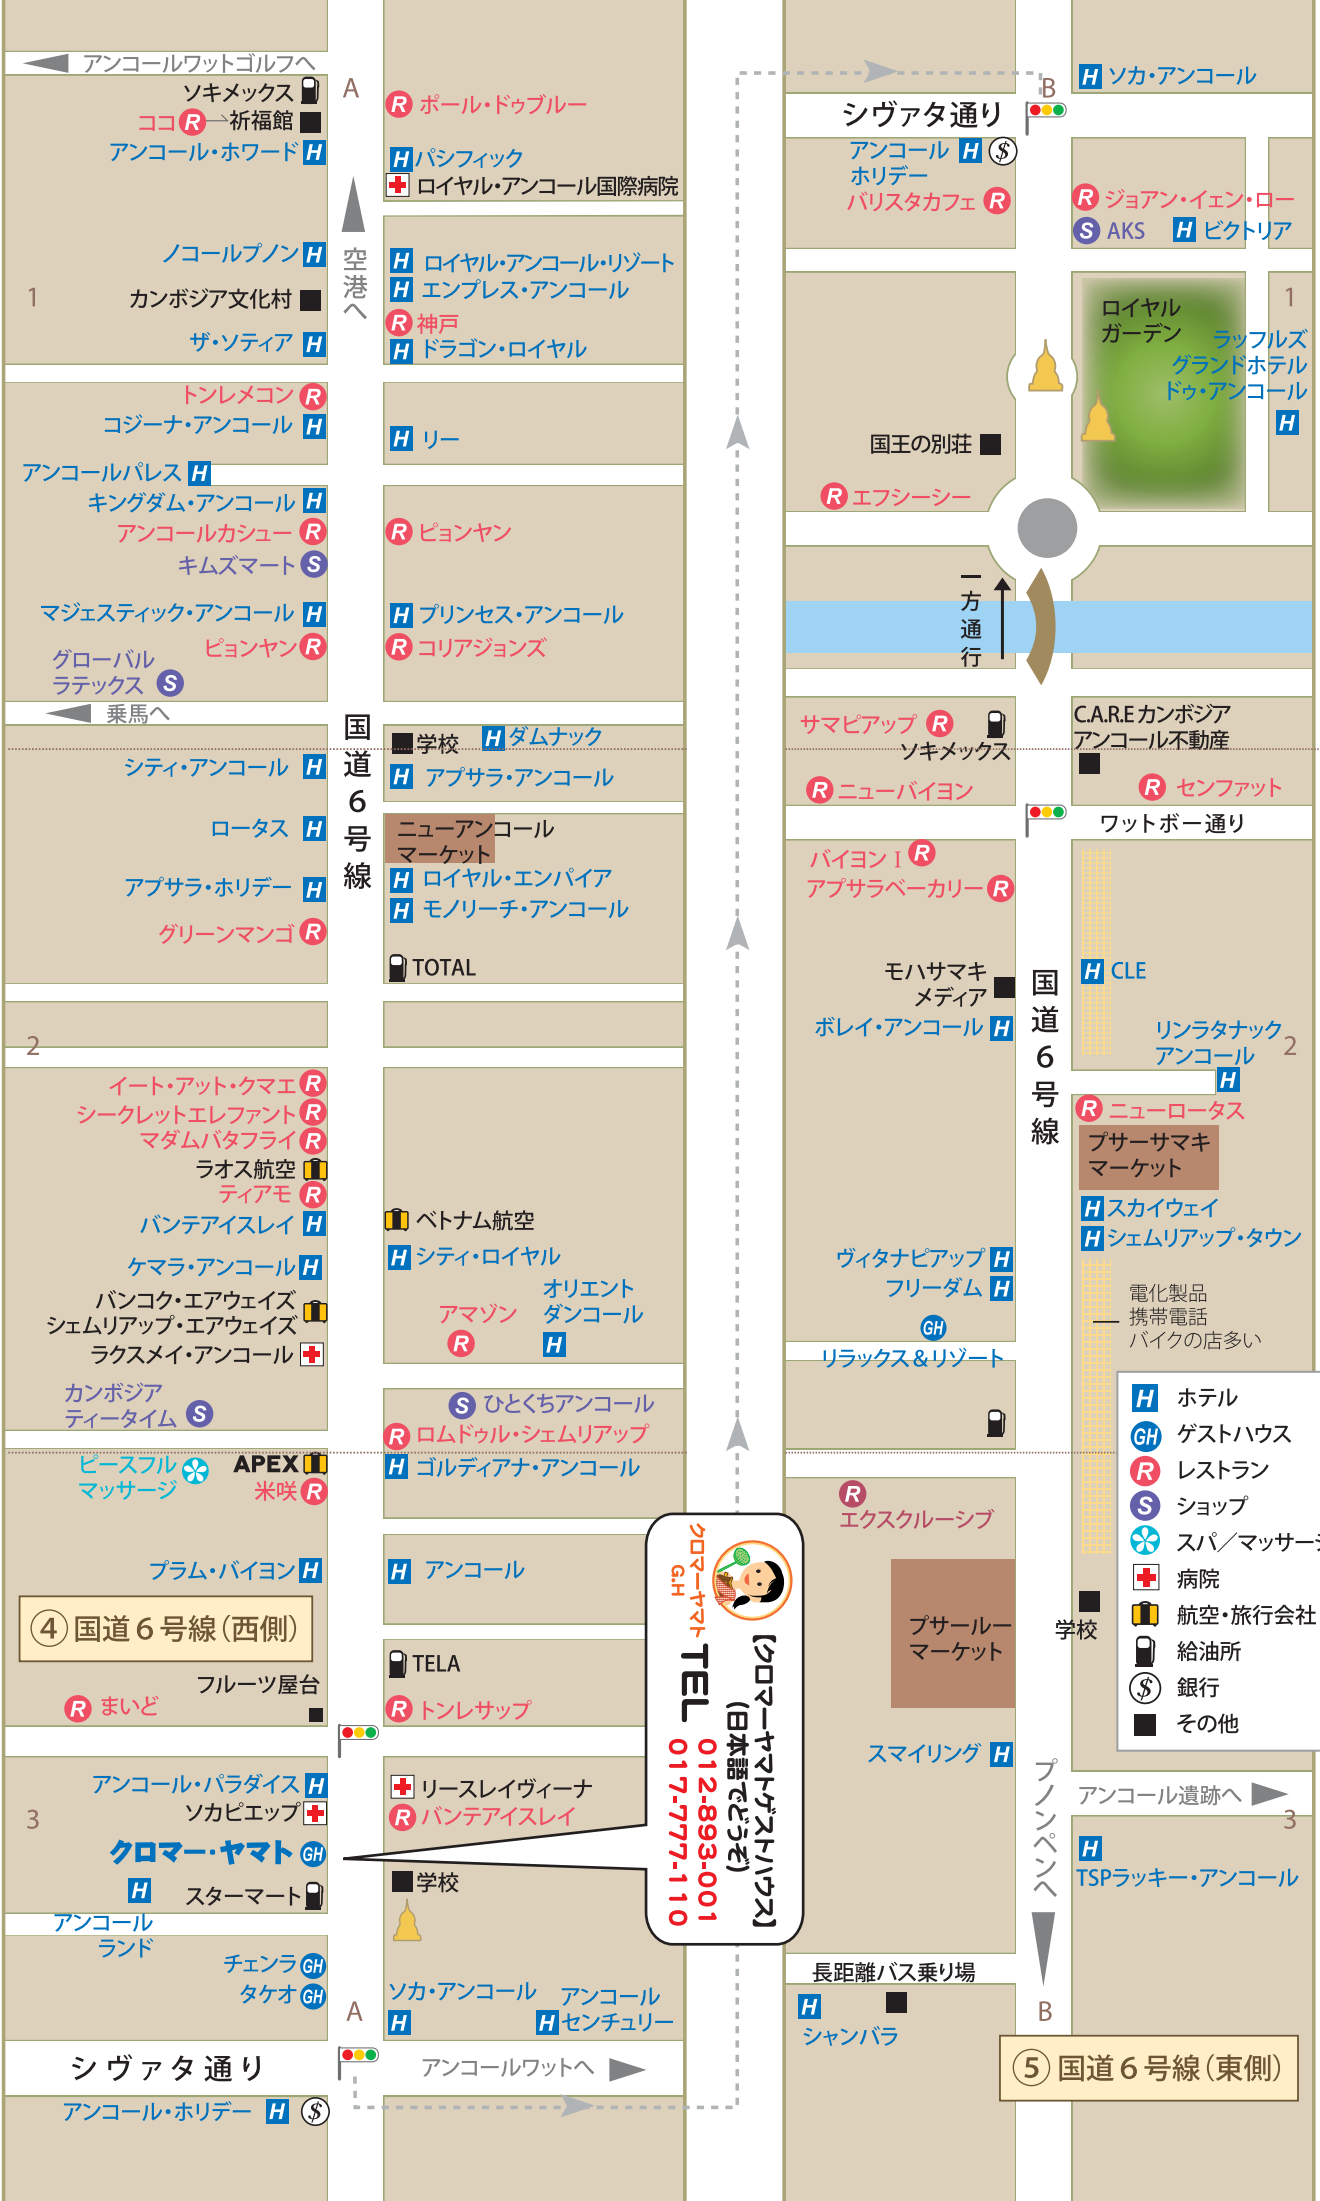 アンコールワットゴルフへ
ソキメックス
ココ R
祈福館
アンコール・ホワード H
A
R ポール・ドゥブルー
H パシフィック
ロイヤル・アンコール国際病院
空港へ
ノコールプノン H
カンボジア文化村
1
ザ・ソティア H
H ロイヤル・アンコール・リゾート
H エンプレス・アンコール
R 神戸
H ドラゴン・ロイヤル
トンレメコン R
コジーナ・アンコール H
アンコールパレス H
キングダム・アンコール H
アンコールカシュー R
キムズマート S
マジェスティック・アンコール H
ピョンヤン R
グローバル
ラテックス S
H リー
R ピョンヤン
H プリンセス・アンコール
R コリアジョンズ
乗馬へ
国道6号線
シティ・アンコール H
ロータス H
アプサラ・ホリデー H
グリーンマンゴ R
学校
H ダムナック
H アプサラ・アンコール
ニューアンコール
マーケット
H ロイヤル・エンパイア
H モノリーチ・アンコール
TOTAL
2
イート・アット・クマエ R
シークレットエレファント R
マダムバタフライ R
ラオス航空
ティアモ R
バンテアイスレイ H
ケマラ・アンコール H
バンコク・エアウェイズ
シェムリアップ・エアウェイズ
ラクスメイ・アンコール
カンボジア
ティータイム S
ベトナム航空
H シティ・ロイヤル
アマゾン
R
オリエント
ダンコール
H
S ひとくちアンコール
R ロムドゥル・シェムリアップ
H ゴルディアナ・アンコール
ピースフル
マッサージ
APEX
米咲 R
プラム・バイヨン H
④国道6号線(西側)
フルーツ屋台
R まいど
H アンコール
TELA
R トンレサップ
アンコール・パラダイス H
ソカピエップ
3
クロマー・ヤマト GH
H
スターマート
アンコール
ランド
チェンラ GH
タケオ GH
リースレイヴィーナ
R バンテアイスレイ
学校
ソカ・アンコール
H
アンコール
H センチュリー
A
シヴァタ通り
アンコールワットへ
アンコール・ホリデー H $
クロマーヤマト
G.H
【クロマーヤマトゲストハウス】
(日本語でどうぞ)
TEL
012-893-001
017-777-110
B
H ソカ・アンコール
シヴァタ通り
アンコール H $
ホリデー
バリスタカフェ R
R ジョアン・イェン・ロー
S AKS
H ビクトリア
ロイヤル
ガーデン
1
ラッフルズ
グランドホテル
ドゥ・アンコール
H
国王の別荘
R エフシーシー
一方通行
サマピアップ R
ソキメックス
R ニューバイヨン
C.A.R.E カンボジア
アンコール不動産
R センファット
ワットボー通り
バイヨン I R
アプサラベーカリー R
モハサマキ
メディア
ボレイ・アンコール H
国道6号線
H CLE
リンラタナック
アンコール
H
2
R ニューロータス
プサーサマキ
マーケット
H スカイウェイ
H シェムリアップ・タウン
ヴィタナピアップ H
フリーダム H
GH
リラックス&リゾート
電化製品
携帯電話
バイクの店多い
H ホテル
GH ゲストハウス
R レストラン
S ショップ
スパ/マッサー
病院
航空・旅行会社
給油所
$ 銀行
その他
R
エクスクルーシブ
プサールー
マーケット
学校
スマイリング H
プノンペンへ
アンコール遺跡へ
3
H
TSPラッキー・アンコール
長距離バス乗り場
H
シャンバラ
B
⑤国道6号線(東側)